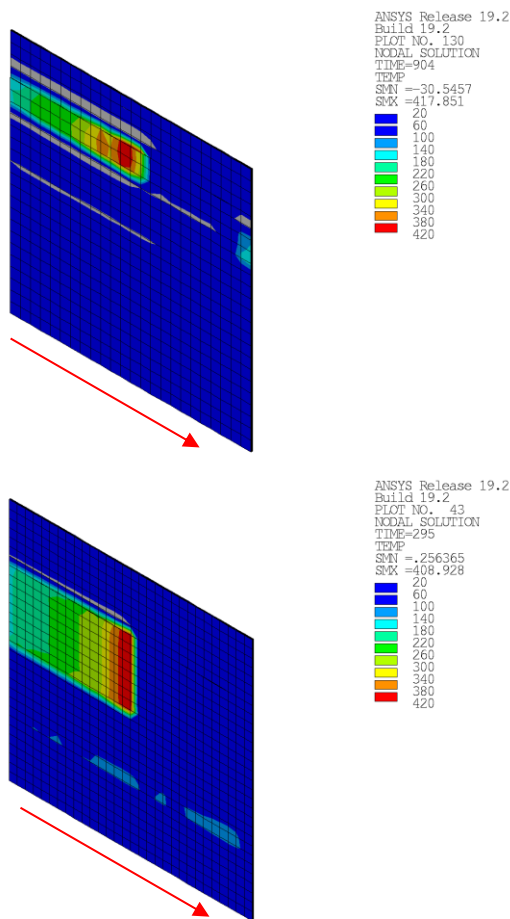 ANSYS Release 19.2
Build 19.2
PLOT NO. 130
NODAL SOLUTION
TIME=904
TEMP
SMN =-30.5457
SMX =417.851
20
60
100
140
180
220
260
300
340
380
420
ANSYS Release 19.2
Build 19.2
PLOT NO. 43
NODAL SOLUTION
TIME=295
TEMP
SMN =.256365
SMX =408.928
20
60
100
140
180
220
260
300
340
380
420